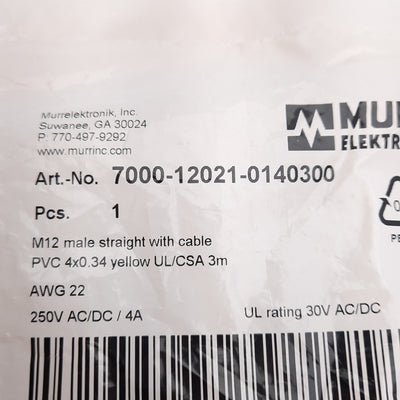 Murrelektronik, Inc.
Suwanee, GA 30024
P. 770-497-9292
www.murrinc.com
MUR
ELEKTR
Art.-No. 7000-12021-0140300
Pcs. 1
M12 male straight with cable
PVC 4x0.34 yellow UL/CSA 3m
AWG 22
250V AC/DC / 4A UL rating 30V AC/DC